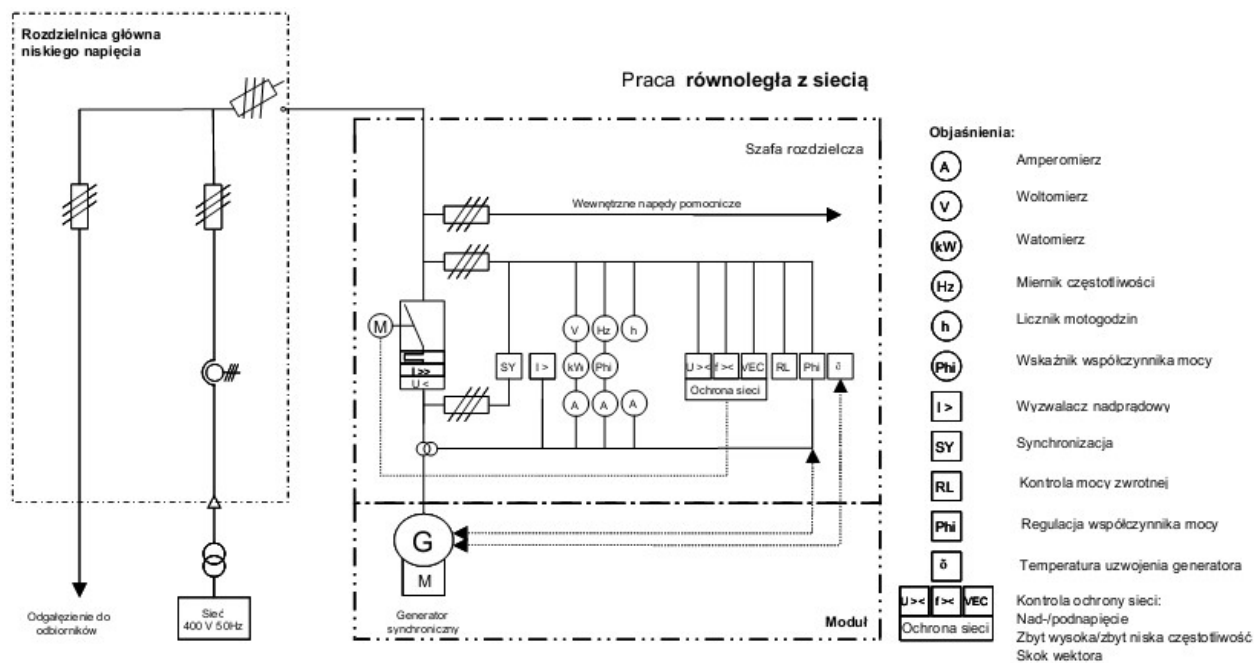 Rozdzielnica główna
niskiego napięcia
Praca równoległa z siecią
Szafa rozdzielcza
Wewnętrzne napędy pomocnicze
M
I >>
U <
SY
I >
V
Hz
h
kW
Phi
A
A
A
U ><
f ><
VEC
Ochrona sieci
RL
Phi
δ
G
M
Generator
synchroniczny
Moduł
Odgałęzienie do
odbiorników
Sieć
400 V 50Hz
Objaśnienia:
A Amperomierz
V Woltomierz
kW Watomierz
Hz Miernik częstotliwości
h Licznik motogodzin
Phi Wskaźnik współczynnika mocy
I > Wyzwalacz nadprądowy
SY Synchronizacja
RL Kontrola mocy zwrotnej
Phi Regulacja współczynnika mocy
δ Temperatura uzwojenia generatora
U >< f >< VEC Kontrola ochrony sieci:
Ochrona sieci Nad-/podnapięcie
Zbyt wysoka/zbyt niska częstotliwość
Skok wektora